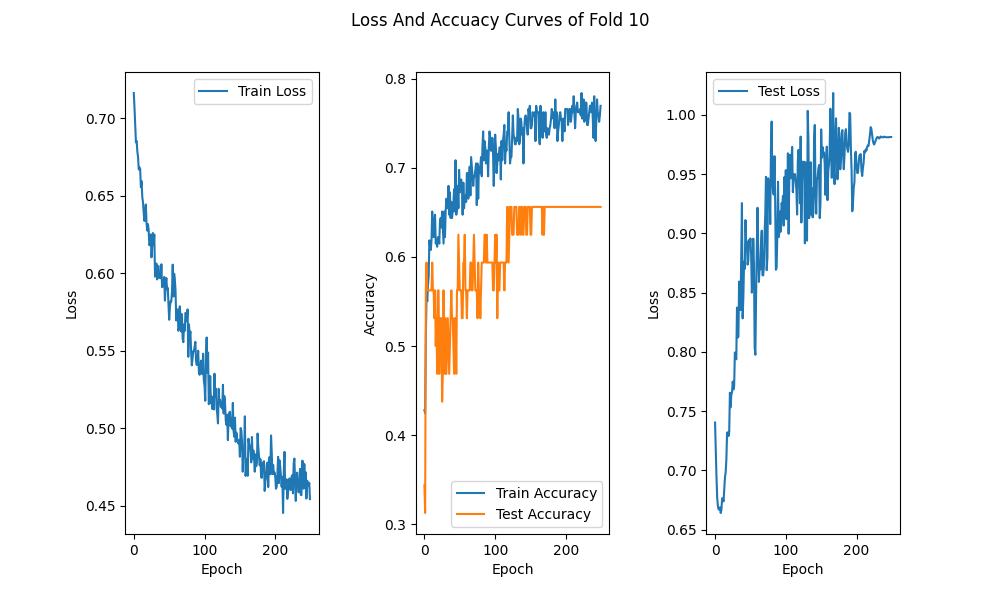 Loss And Accuacy Curves of Fold 10
Train Loss
Loss
0.70
0.65
0.60
0.55
0.50
0.45
0
100
200
Epoch
Accuracy
0.8
0.7
0.6
0.5
0.4
0.3
Train Accuracy
Test Accuracy
0
100
200
Epoch
Test Loss
Loss
1.00
0.95
0.90
0.85
0.80
0.75
0.70
0.65
0
100
200
Epoch